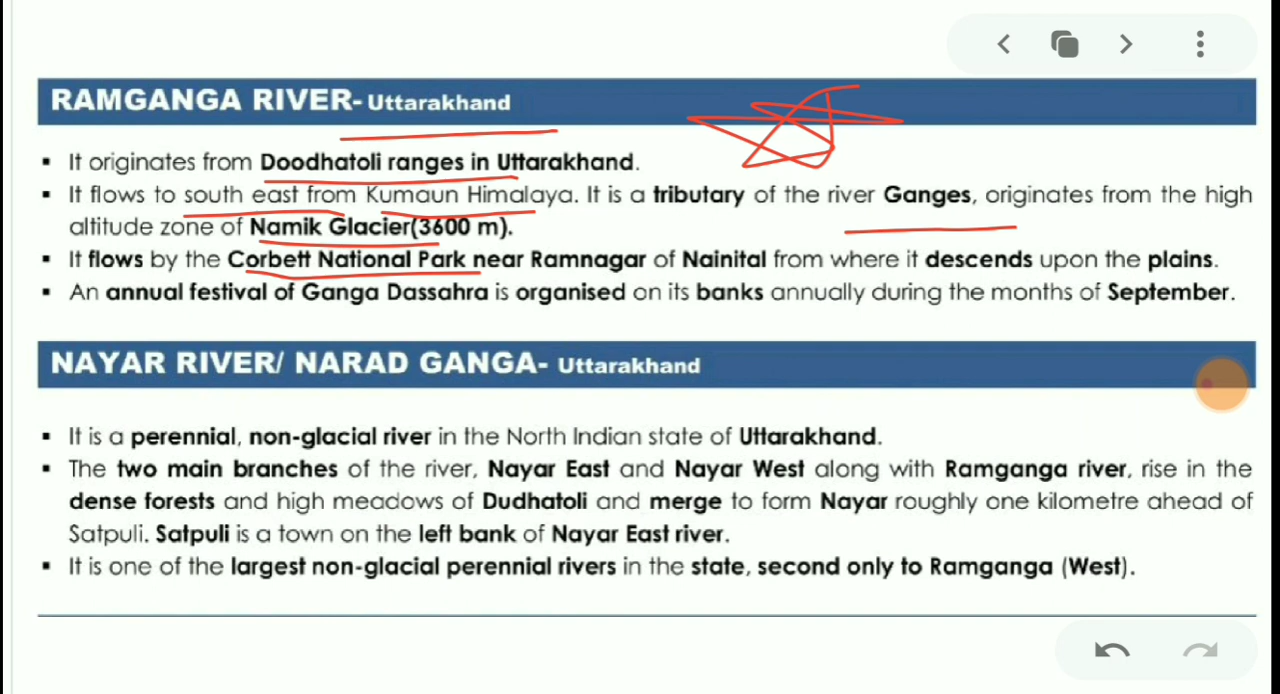 RAMGANGA RIVER- Uttarakhand
▪ It originates from Doodhatoli ranges in Uttarakhand.
▪ It flows to south east from Kumaun Himalaya. It is a tributary of the river Ganges, originates from the high
altitude zone of Namik Glacier(3600 m).
▪ It flows by the Corbett National Park near Ramnagar of Nainital from where it descends upon the plains.
▪ An annual festival of Ganga Dassahra is organised on its banks annually during the months of September.
NAYAR RIVER/ NARAD GANGA- Uttarakhand
▪ It is a perennial, non-glacial river in the North Indian state of Uttarakhand.
▪ The two main branches of the river, Nayar East and Nayar West along with Ramganga river, rise in the
dense forests and high meadows of Dudhatoli and merge to form Nayar roughly one kilometre ahead of
Satpuli. Satpuli is a town on the left bank of Nayar East river.
▪ It is one of the largest non-glacial perennial rivers in the state, second only to Ramganga (West).